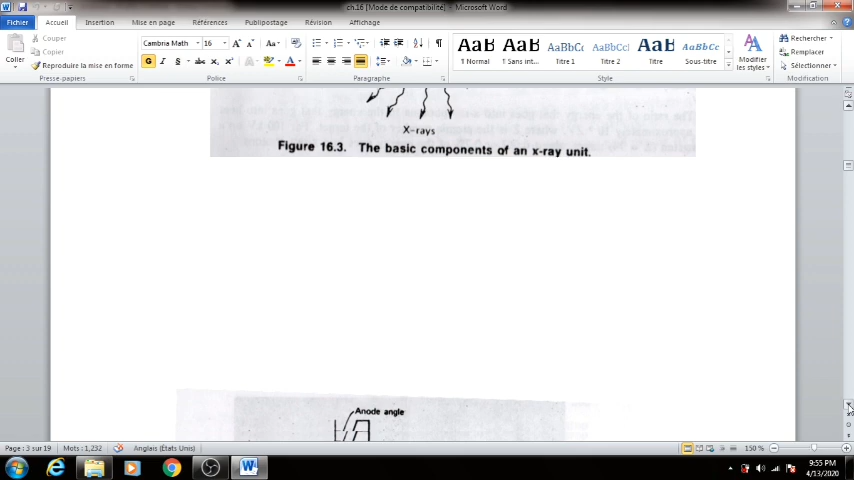 ch.16 [Mode de compatibilité] - Microsoft Word
Fichier Accueil Insertion Mise en page Références Publipostage Révision Affichage
Couper
Copier
Reproduire la mise en forme
Coller
Presse-papiers
Cambria Math 16
G I S abc x₂ x²
Police
Paragraphe
AaB AaB AaBbCc AaBbCcI AaB AaBbCc
¶ Normal ¶ Sans int... Titre 1 Titre 2 Titre Sous-titre
Style
Modifier les styles
Rechercher
Remplacer
Sélectionner
Modification
X-rays
Figure 16.3. The basic components of an x-ray unit.
Anode angle
Page : 3 sur 19 Mots : 1,232 Anglais (États Unis) 150 %
9:55 PM
4/13/2020